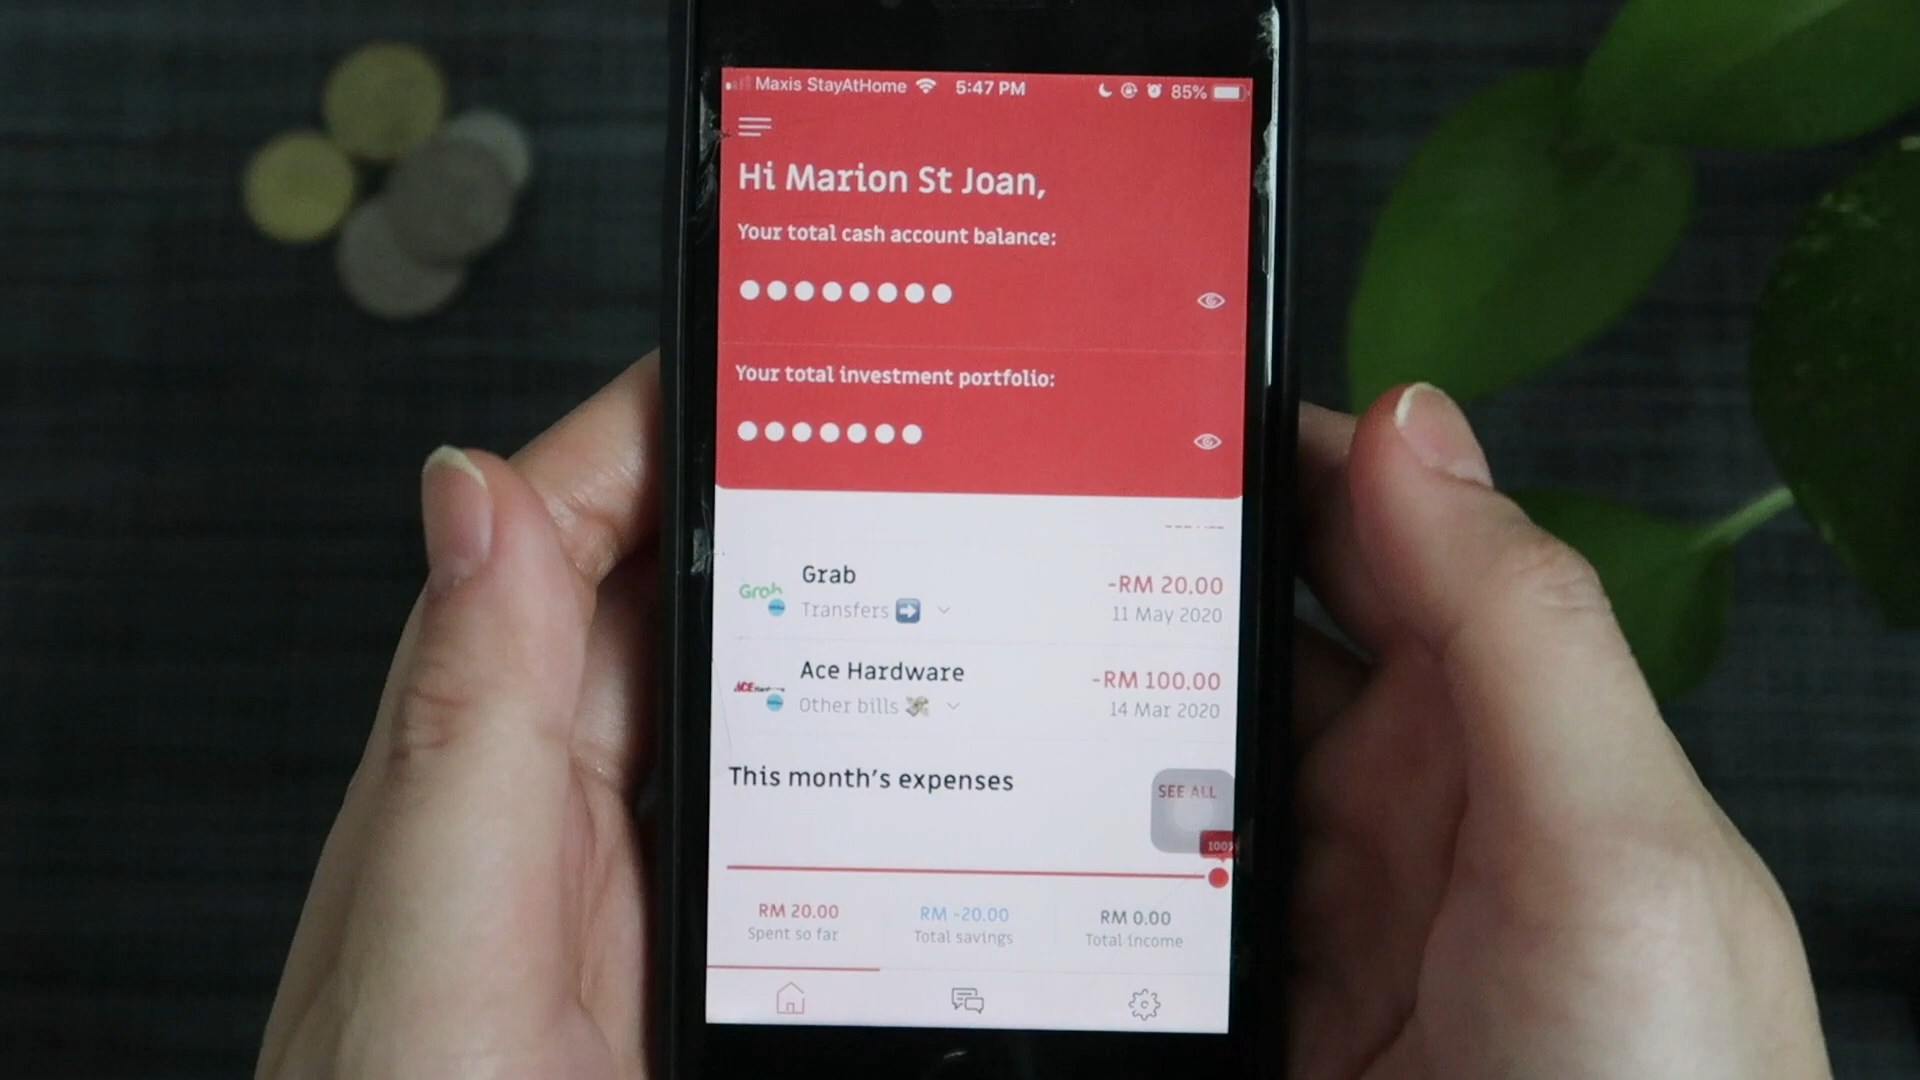 Maxis StayAtHome 5:47 PM 85%
Hi Marion St Joan,
Your total cash account balance:
Your total investment portfolio:
Grab
Grab
-RM 20.00
Transfers
11 May 2020
Ace Hardware
ACE
-RM 100.00
Other bills
14 Mar 2020
This month's expenses
SEE ALL
RM 20.00
Spent so far
RM -20.00
Total savings
RM 0.00
Total income